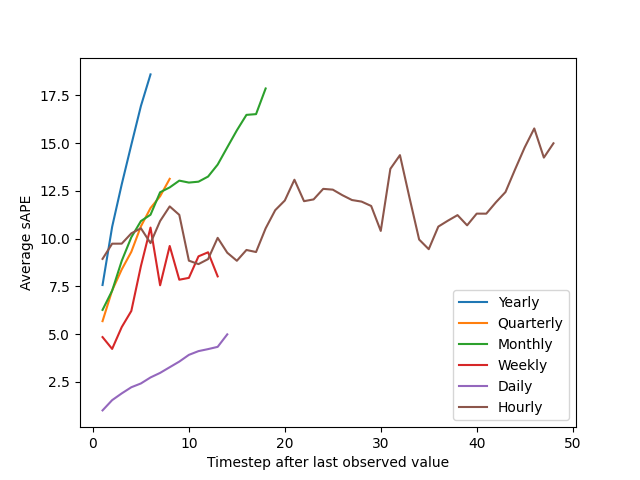 17.5
15.0
12.5
10.0
7.5
5.0
2.5
Average sAPE
Yearly
Quarterly
Monthly
Weekly
Daily
Hourly
0 10 20 30 40 50
Timestep after last observed value